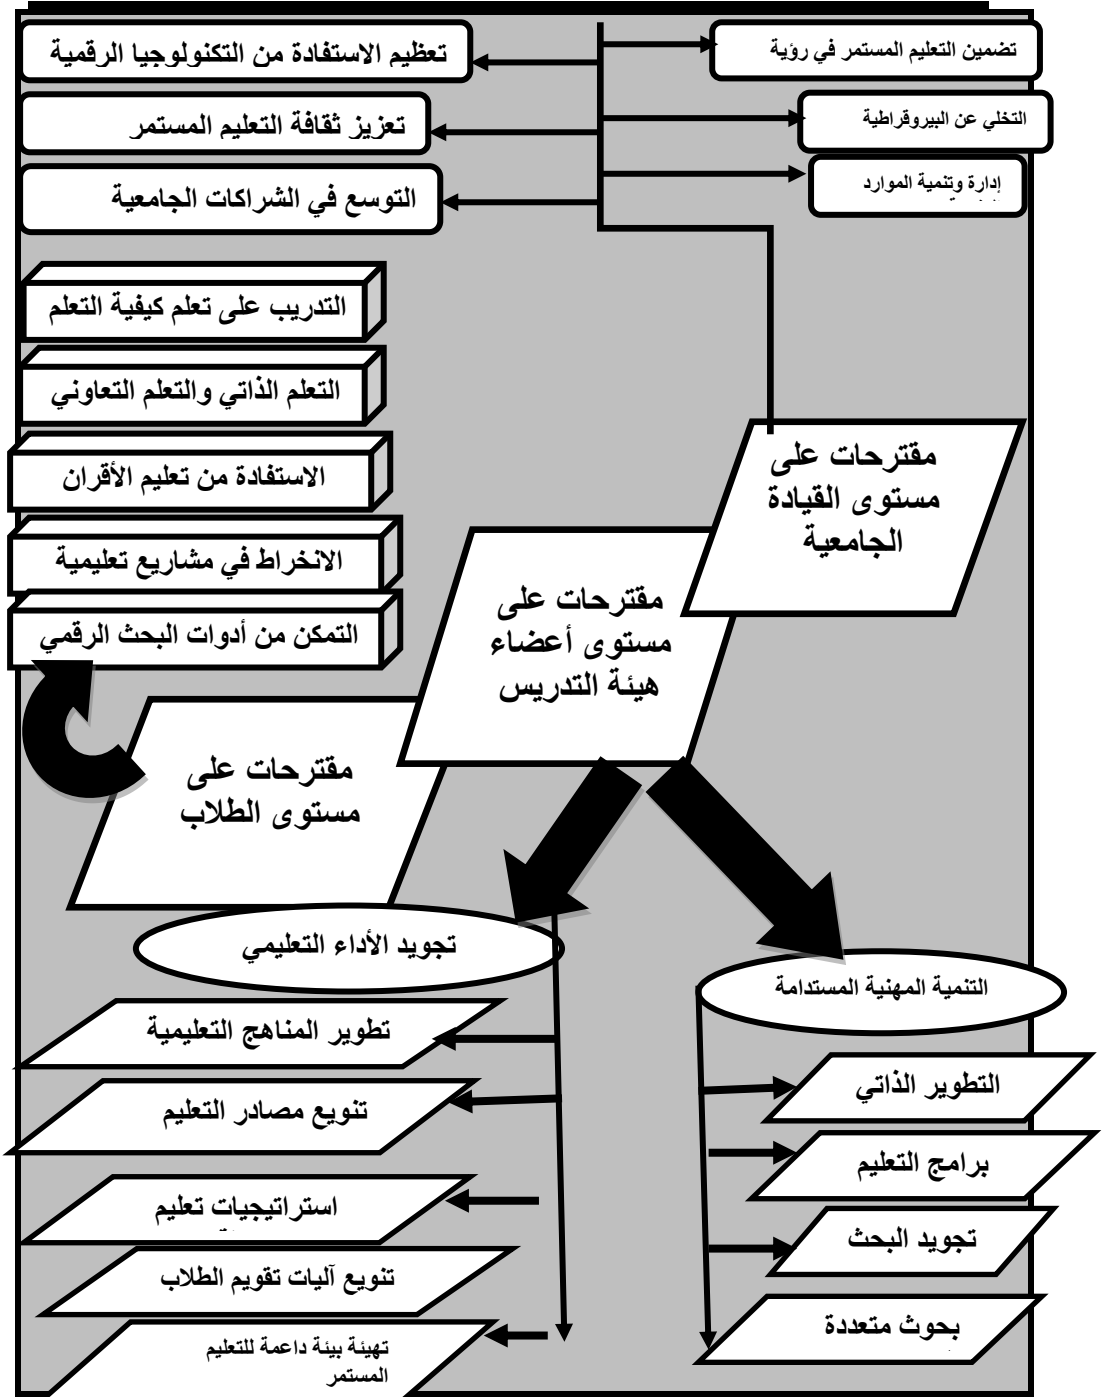 تضمين التعليم المستمر في رؤية
تعظيم الاستفادة من التكنولوجيا الرقمية
التخلي عن البيروقراطية
تعزيز ثقافة التعليم المستمر
إدارة وتنمية الموارد
التوسع في الشراكات الجامعية
التدريب على تعلم كيفية التعلم
التعلم الذاتي والتعلم التعاوني
الاستفادة من تعليم الأقران
الانخراط في مشاريع تعليمية
التمكن من أدوات البحث الرقمي
مقترحات على
مستوى القيادة
الجامعية
مقترحات على
مستوى أعضاء
هيئة التدريس
مقترحات على
مستوى الطلاب
تجويد الأداء التعليمي
التنمية المهنية المستدامة
تطوير المناهج التعليمية
تنويع مصادر التعليم
استراتيجيات تعليم
تنويع آليات تقويم الطلاب
تهيئة بيئة داعمة للتعليم
المستمر
التطوير الذاتي
برامج التعليم
تجويد البحث
بحوث متعددة